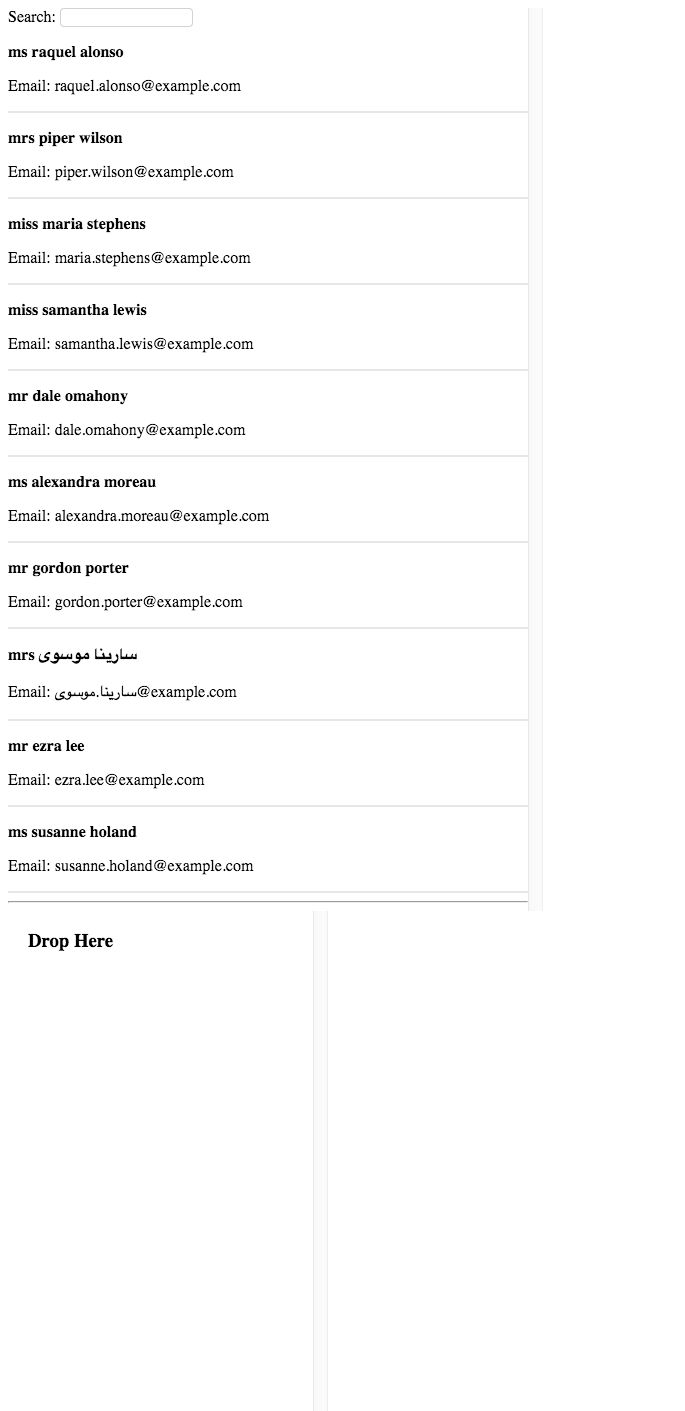 Search:
ms raquel alonso
Email: raquel.alonso@example.com
mrs piper wilson
Email: piper.wilson@example.com
miss maria stephens
Email: maria.stephens@example.com
miss samantha lewis
Email: samantha.lewis@example.com
mr dale omahony
Email: dale.omahony@example.com
ms alexandra moreau
Email: alexandra.moreau@example.com
mr gordon porter
Email: gordon.porter@example.com
mrs سارینا موسوی
Email: سارینا.موسوی@example.com
mr ezra lee
Email: ezra.lee@example.com
ms susanne holand
Email: susanne.holand@example.com
Drop Here